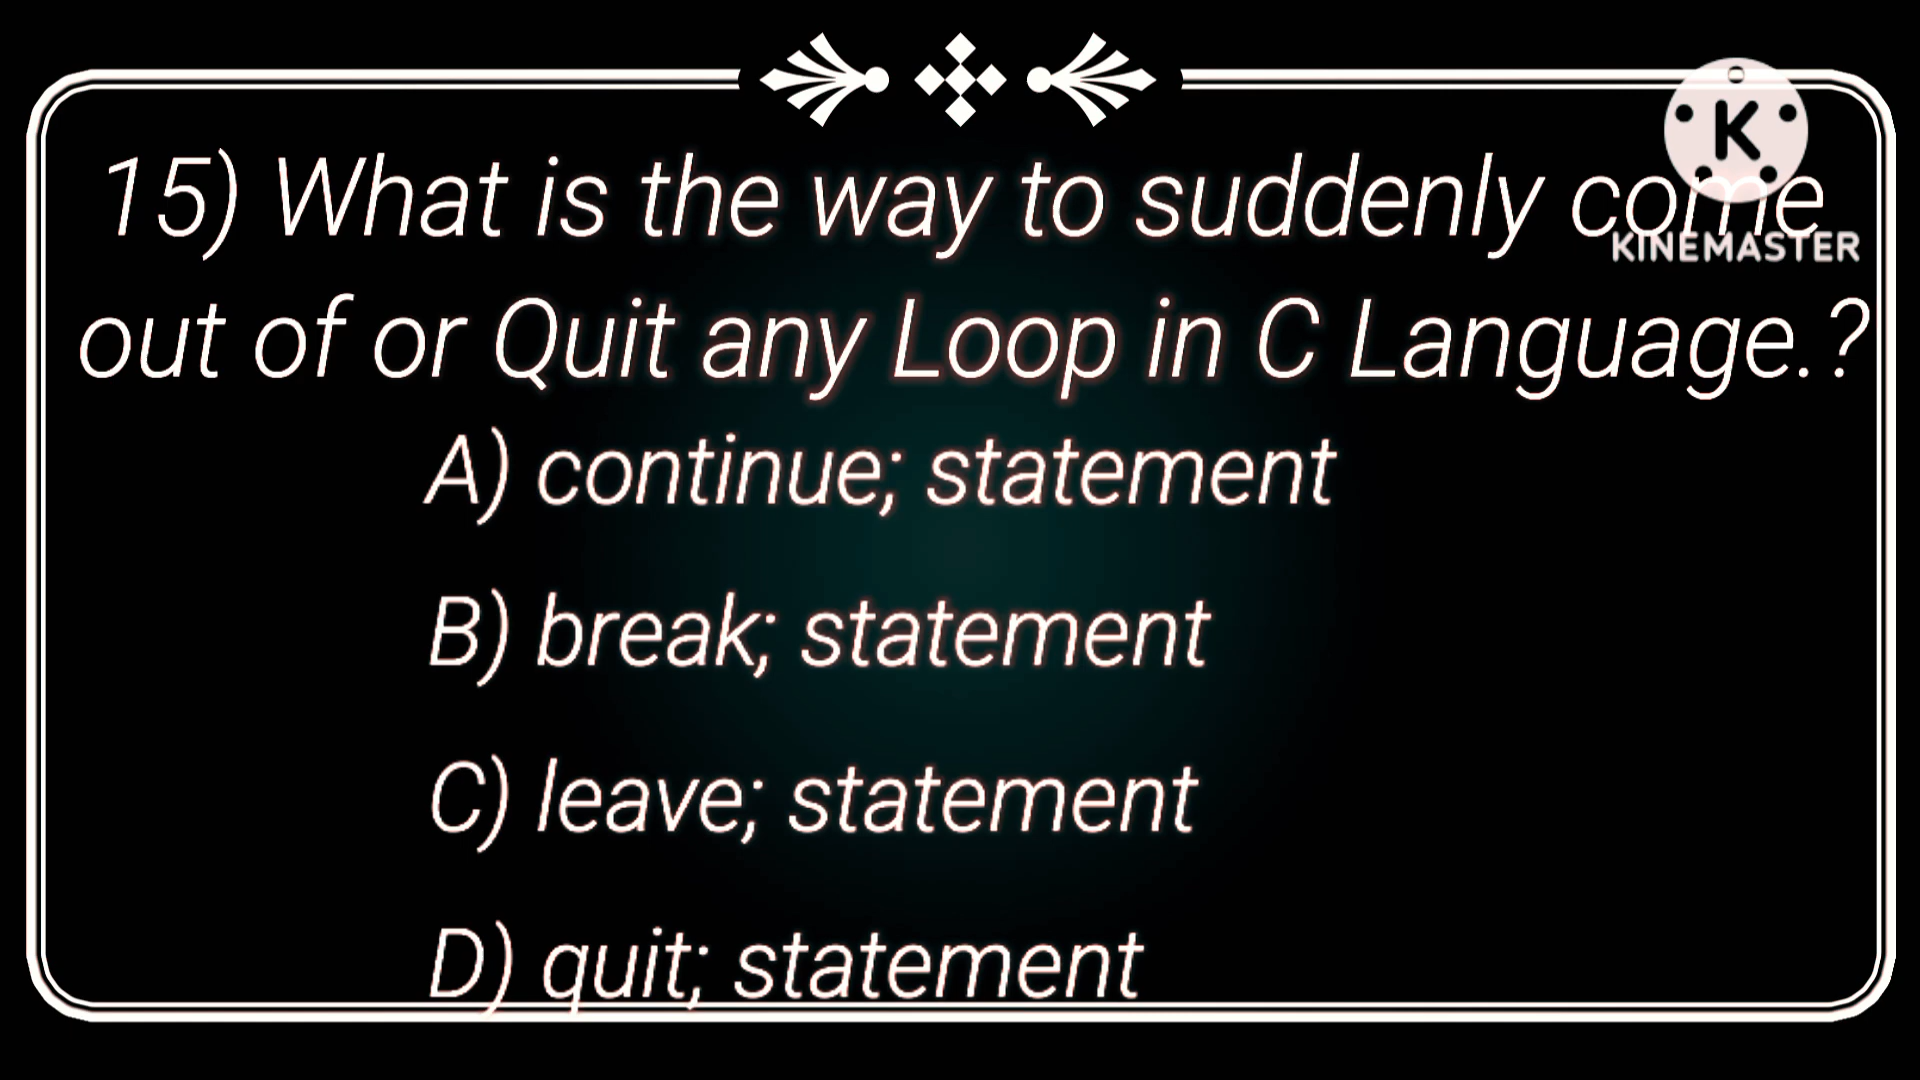 15) What is the way to suddenly come
KINEMASTER
out of or Quit any Loop in C Language.?
A) continue; statement
B) break; statement
C) leave; statement
D) quit; statement